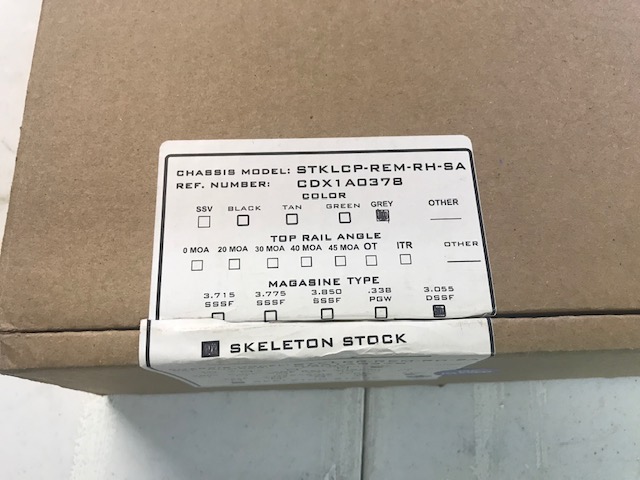 CHASSIS MODEL: STKLCP-REM-RH-SA
REF. NUMBER: CDX1A0378
COLOR
SSV BLACK TAN GREEN GREY OTHER
TOP RAIL ANGLE
0 MOA 20 MOA 30 MOA 40 MOA 45 MOA OT ITR OTHER
MAGASINE TYPE
3.715 3.775 3.850 .338 3.055
SSSF SSSF SSSF PGW DSSF
SKELETON STOCK